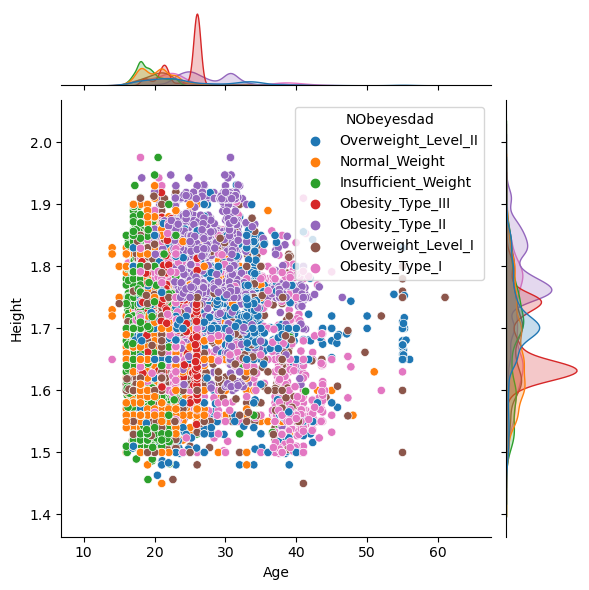 2.0
1.9
1.8
1.7
1.6
1.5
1.4
Height
NObeyesdad
Overweight_Level_II
Normal_Weight
Insufficient_Weight
Obesity_Type_III
Obesity_Type_II
Overweight_Level_I
Obesity_Type_I
10 20 30 40 50 60
Age